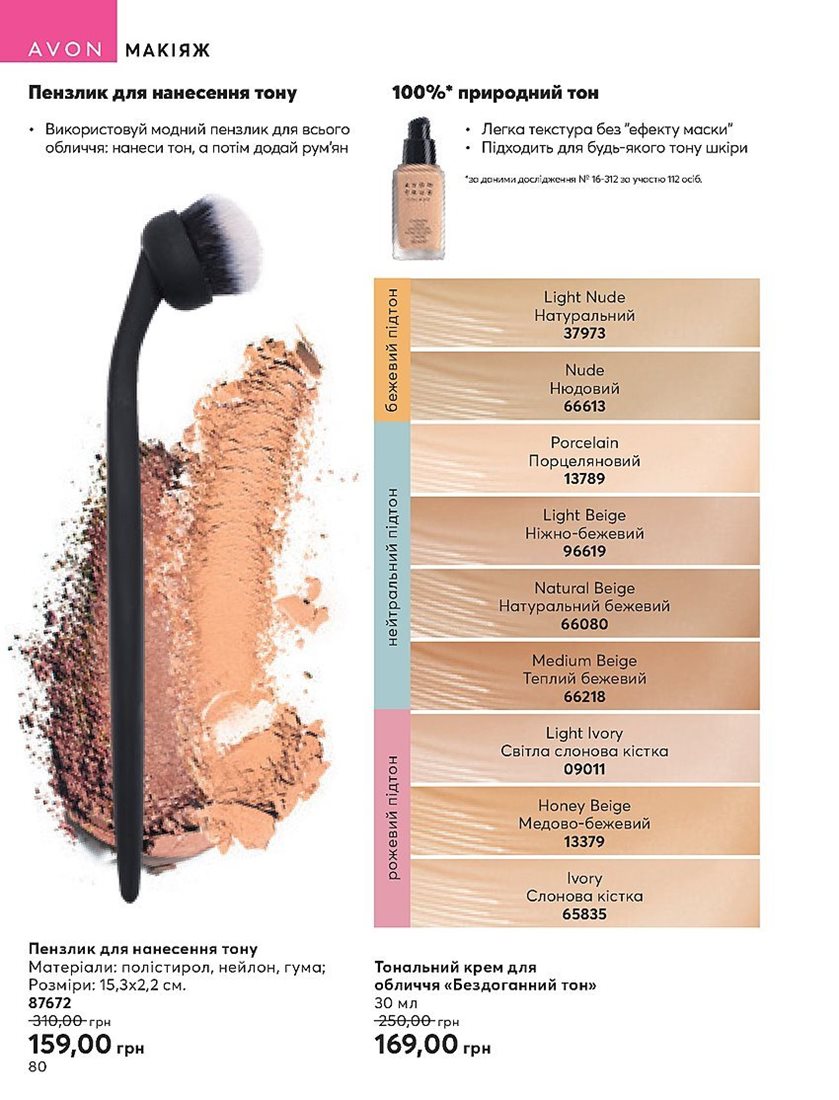 AVON МАКІЯЖ
Пензлик для нанесення тону
• Використовуй модний пензлик для всього
обличчя: нанеси тон, а потім додай рум'ян
100%* природний тон
• Легка текстура без "ефекту маски"
• Підходить для будь-якого тону шкіри
*за даними дослідження № 16-312 за участю 112 осіб.
бежевий підтон
Light Nude
Натуральний
37973
Nude
Нюдовий
66613
нейтральний підтон
Porcelain
Порцеляновий
13789
Light Beige
Ніжно-бежевий
96619
Natural Beige
Натуральний бежевий
66080
Medium Beige
Теплий бежевий
66218
рожевий підтон
Light Ivory
Світла слонова кістка
09011
Honey Beige
Медово-бежевий
13379
Ivory
Слонова кістка
65835
Пензлик для нанесення тону
Матеріали: полістирол, нейлон, гума;
Розміри: 15,3х2,2 см.
87672
310,00 грн
159,00 грн
Тональний крем для
обличчя «Бездоганний тон»
30 мл
250,00 грн
169,00 грн
80